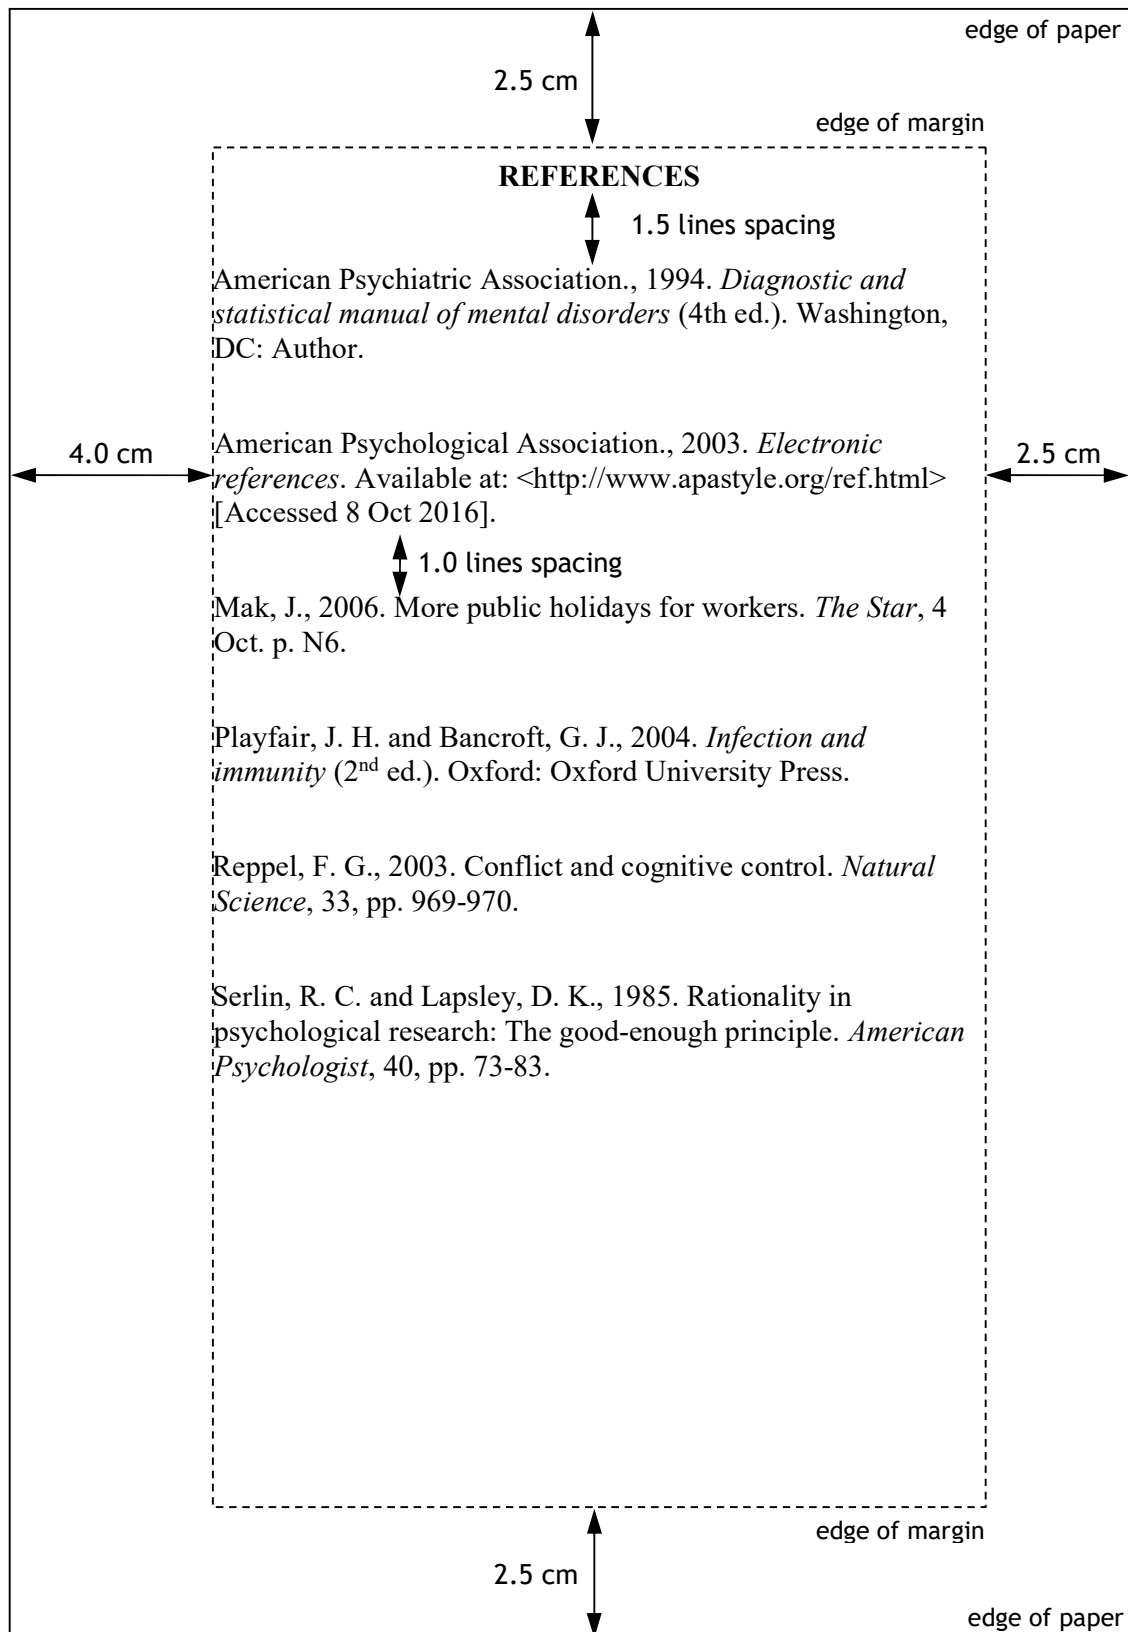 edge of paper
2.5 cm
edge of margin
REFERENCES
1.5 lines spacing
American Psychiatric Association., 1994. Diagnostic and
statistical manual of mental disorders (4th ed.). Washington,
DC: Author.
American Psychological Association., 2003. Electronic
references. Available at: <http://www.apastyle.org/ref.html>
[Accessed 8 Oct 2016].
4.0 cm
2.5 cm
1.0 lines spacing
Mak, J., 2006. More public holidays for workers. The Star, 4
Oct. p. N6.
Playfair, J. H. and Bancroft, G. J., 2004. Infection and
immunity (2nd ed.). Oxford: Oxford University Press.
Reppel, F. G., 2003. Conflict and cognitive control. Natural
Science, 33, pp. 969-970.
Serlin, R. C. and Lapsley, D. K., 1985. Rationality in
psychological research: The good-enough principle. American
Psychologist, 40, pp. 73-83.
edge of margin
2.5 cm
edge of paper